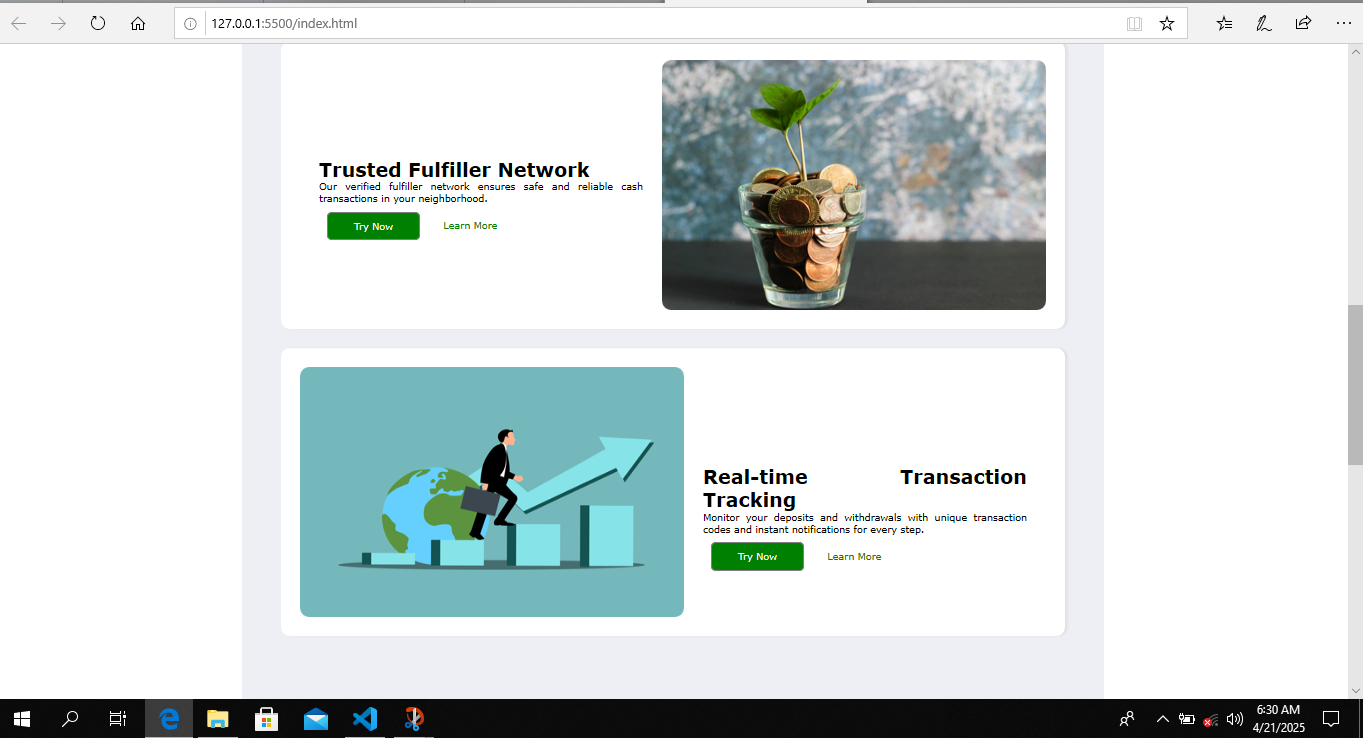 127.0.0.1:5500/index.html
Trusted Fulfiller Network
Our verified fulfiller network ensures safe and reliable cash
transactions in your neighborhood.
Try Now Learn More
Real-time Transaction
Tracking
Monitor your deposits and withdrawals with unique transaction
codes and instant notifications for every step.
Try Now Learn More
6:30 AM
4/21/2025